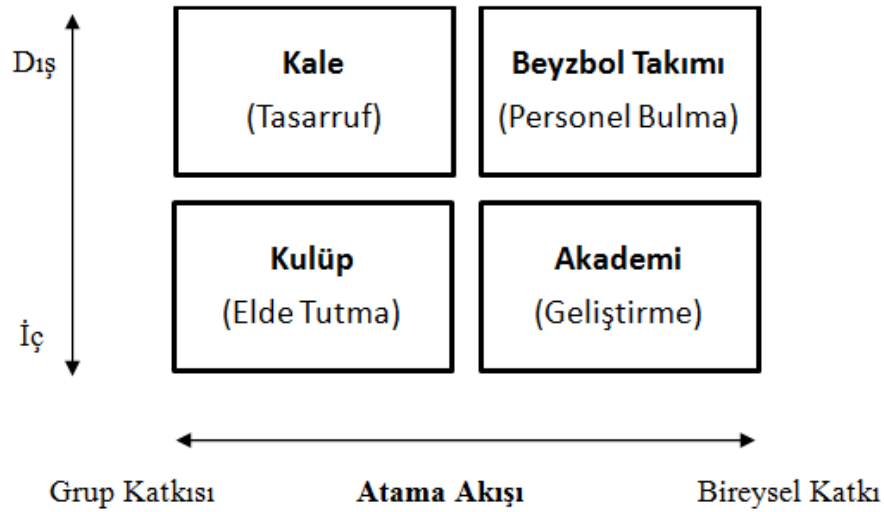 Dış
Kale
(Tasarruf)
Beyzbol Takımı
(Personel Bulma)
Kulüp
(Elde Tutma)
Akademi
(Geliştirme)
İç
Grup Katkısı
Atama Akışı
Bireysel Katkı